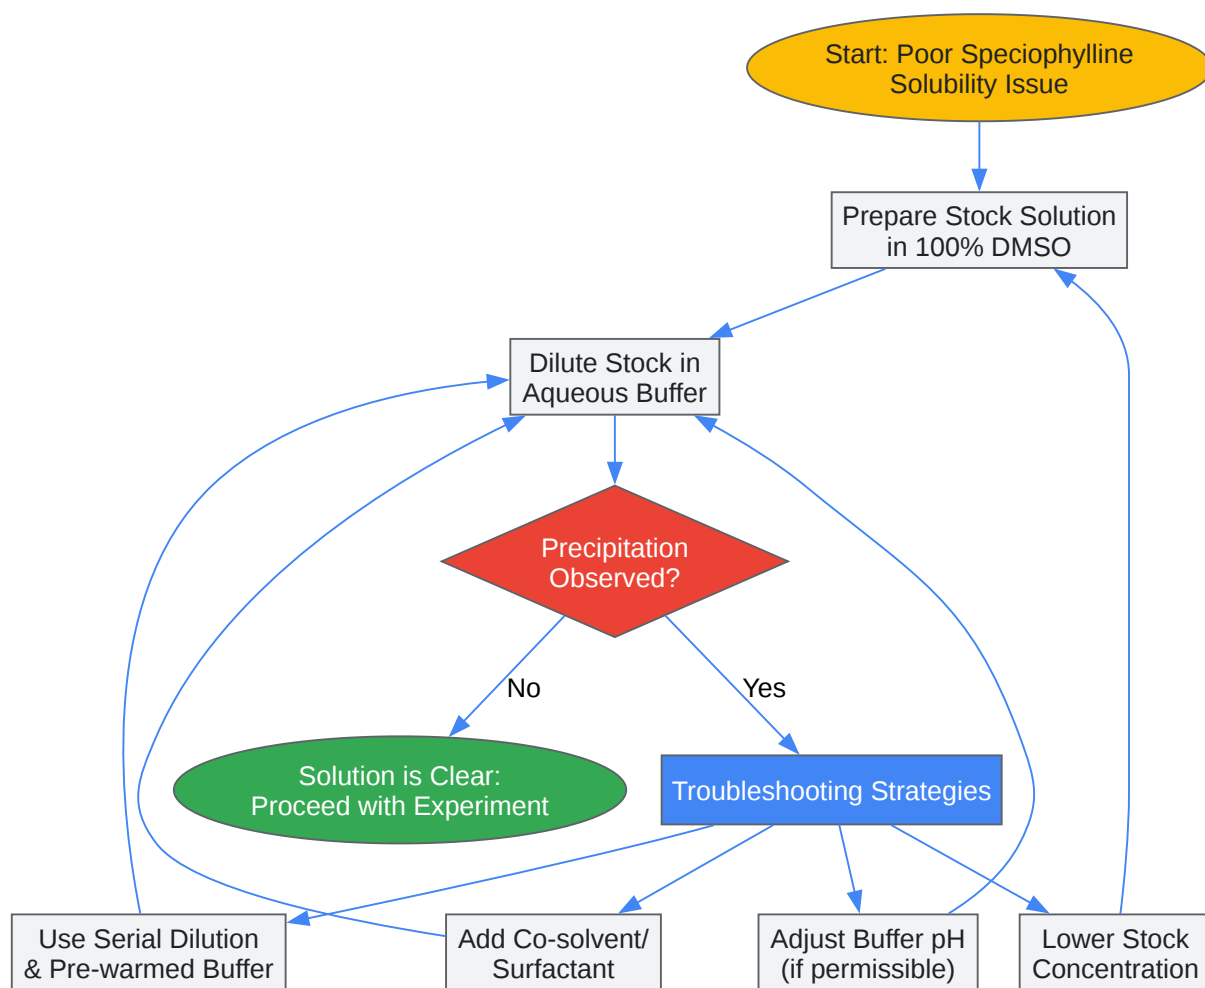 Start: Poor Speciophylline
Solubility Issue
Prepare Stock Solution
in 100% DMSO
Dilute Stock in
Aqueous Buffer
Precipitation
Observed?
No
Yes
Solution is Clear:
Proceed with Experiment
Troubleshooting Strategies
Use Serial Dilution
& Pre-warmed Buffer
Add Co-solvent/
Surfactant
Adjust Buffer pH
(if permissible)
Lower Stock
Concentration